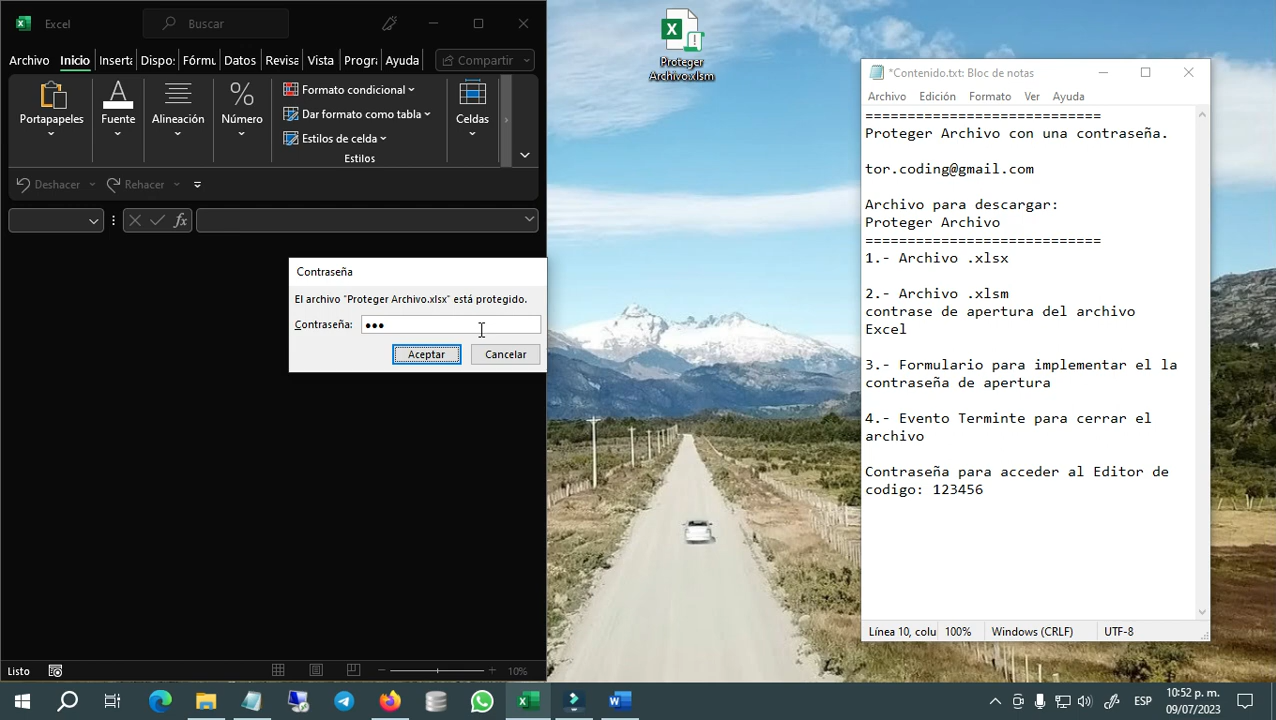 Excel
Buscar
Archivo Inicio Inserta Dispo: Fórmu Datos Revisa Vista Progra Ayuda Compartir
Portapapeles
Fuente
Alineación
Número
Formato condicional
Dar formato como tabla
Estilos de celda
Estilos
Celdas
Deshacer Rehacer
fx
Contraseña
El archivo "Proteger Archivo.xlsx" está protegido.
Contraseña: •••
Aceptar Cancelar
Listo
10%
Proteger
Archivo.xlsm
*Contenido.txt: Bloc de notas
Archivo Edición Formato Ver Ayuda
===========================
Proteger Archivo con una contraseña.
tor.coding@gmail.com
Archivo para descargar:
Proteger Archivo
===========================
1.- Archivo .xlsx
2.- Archivo .xlsm
contrase de apertura del archivo
Excel
3.- Formulario para implementar el la
contraseña de apertura
4.- Evento Terminte para cerrar el
archivo
Contraseña para acceder al Editor de
codigo: 123456
Línea 10, colu 100% Windows (CRLF) UTF-8
ESP
10:52 p. m.
09/07/2023